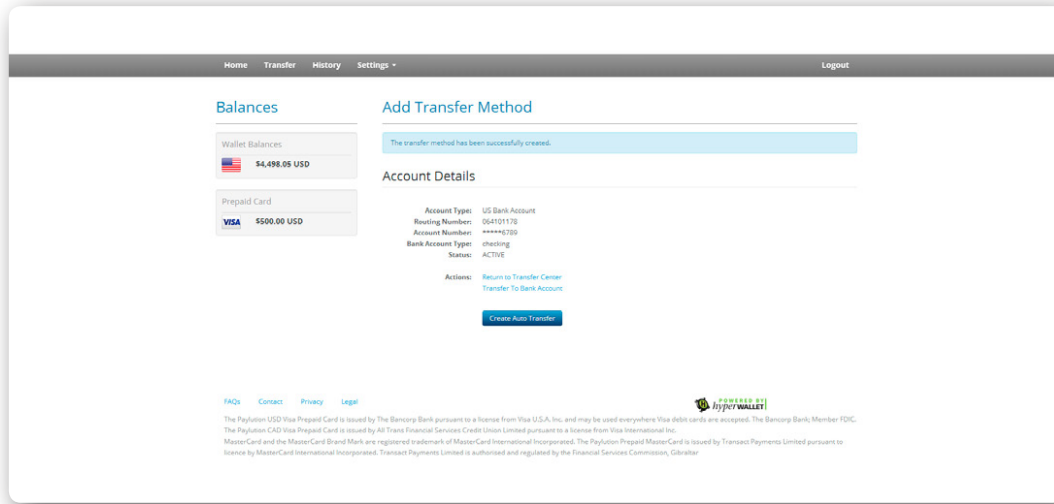 Home Transfer History Settings Logout
Balances
Wallet Balances
$4,498.05 USD
Prepaid Card
VISA $500.00 USD
Add Transfer Method
The transfer method has been successfully created.
Account Details
Account Type: US Bank Account
Routing Number: 064101178
Account Number: *****6789
Bank Account Type: checking
Status: ACTIVE
Actions: Return to Transfer Center
Transfer To Bank Account
Create Auto Transfer
FAQs Contact Privacy Legal
POWERED BY
hyperWALLET
The Paylution USD Visa Prepaid Card is issued by The Bancorp Bank pursuant to a license from Visa U.S.A. Inc. and may be used everywhere Visa debit cards are accepted. The Bancorp Bank; Member FDIC.
The Paylution CAD Visa Prepaid Card is issued by All Trans Financial Services Credit Union Limited pursuant to a license from Visa International Inc.
MasterCard and the MasterCard Brand Mark are registered trademark of MasterCard International Incorporated. The Paylution Prepaid MasterCard is issued by Transact Payments Limited pursuant to
licence by MasterCard International Incorporated. Transact Payments Limited is authorised and regulated by the Financial Services Commission, Gibraltar